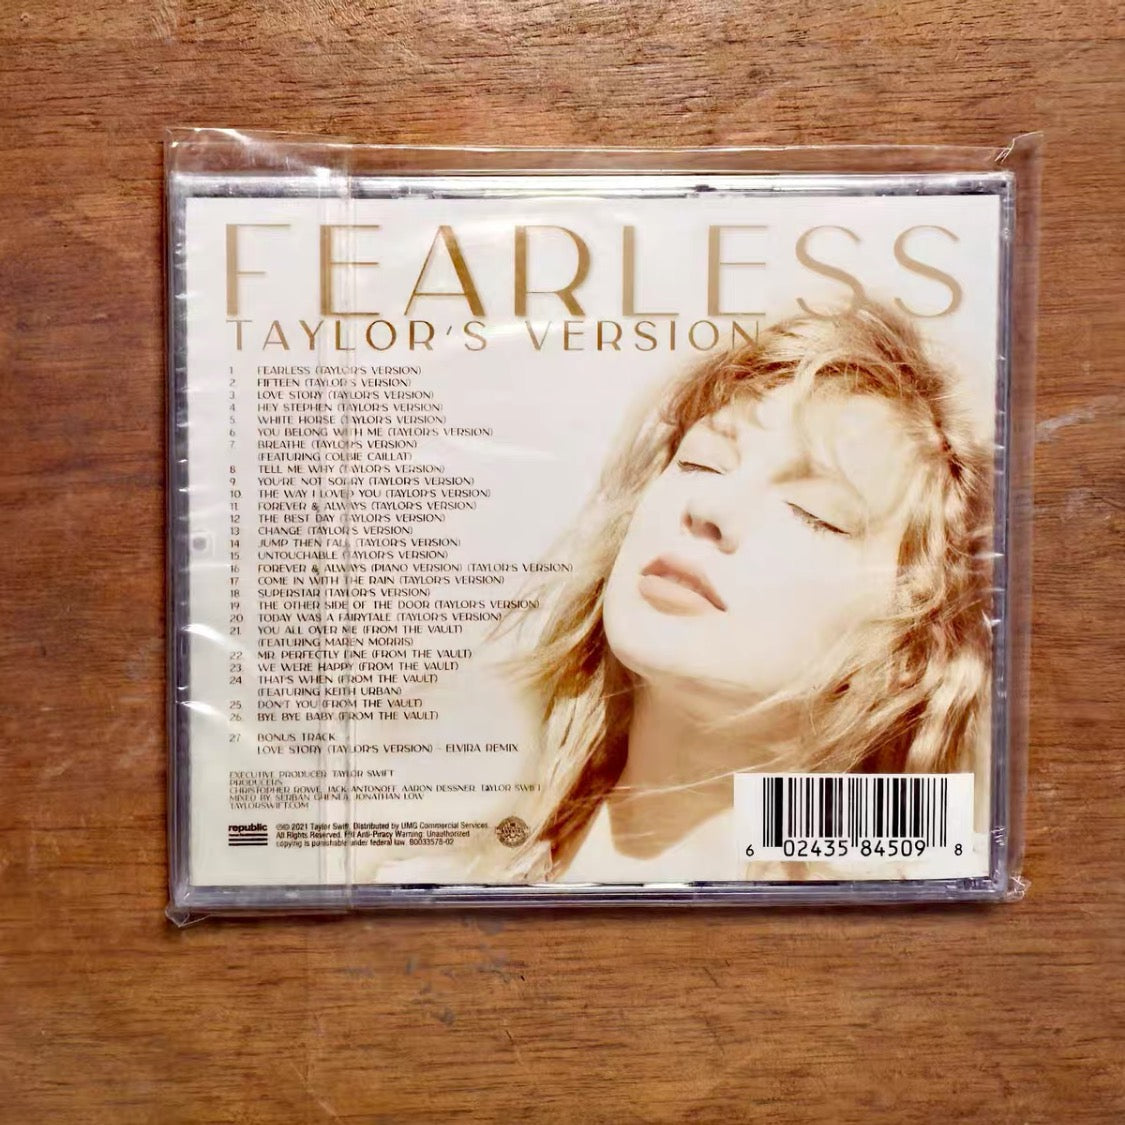 FEARLESS
TAYLOR'S VERSION
1 FEARLESS (TAYLOR'S VERSION)
2 FIFTEEN (TAYLOR'S VERSION)
3 LOVE STORY (TAYLOR'S VERSION)
4 HEY STEPHEN (TAYLOR'S VERSION)
5 WHITE HORSE (TAYLOR'S VERSION)
6 YOU BELONG WITH ME (TAYLOR'S VERSION)
7 BREATHE (TAYLOR'S VERSION)
(FEATURING COLBIE CAILLAT)
8 TELL ME WHY (TAYLOR'S VERSION)
9 YOU'RE NOT SORRY (TAYLOR'S VERSION)
10 THE WAY I LOVED YOU (TAYLOR'S VERSION)
11 FOREVER & ALWAYS (TAYLOR'S VERSION)
12 THE BEST DAY (TAYLOR'S VERSION)
13 CHANGE (TAYLOR'S VERSION)
14 JUMP THEN FALL (TAYLOR'S VERSION)
15 UNTOUCHABLE (TAYLOR'S VERSION)
16 FOREVER & ALWAYS (PIANO VERSION) (TAYLOR'S VERSION)
17 COME IN WITH THE RAIN (TAYLOR'S VERSION)
18 SUPERSTAR (TAYLOR'S VERSION)
19 THE OTHER SIDE OF THE DOOR (TAYLOR'S VERSION)
20 TODAY WAS A FAIRYTALE (TAYLOR'S VERSION)
21 YOU ALL OVER ME (FROM THE VAULT)
(FEATURING MAREN MORRIS)
22 MR. PERFECTLY FINE (FROM THE VAULT)
23 WE WERE HAPPY (FROM THE VAULT)
24 THAT'S WHEN (FROM THE VAULT)
(FEATURING KEITH URBAN)
25 DON'T YOU (FROM THE VAULT)
26 BYE BYE BABY (FROM THE VAULT)
27 BONUS TRACK
LOVE STORY (TAYLOR'S VERSION) - ELVIRA REMIX
EXECUTIVE PRODUCER TAYLOR SWIFT
PRODUCERS
CHRISTOPHER ROWE, JACK ANTONOFF, AARON DESSNER, TAYLOR SWIFT
MIXED BY SERBAN GHENEA, JONATHAN LOW
TAYLORSWIFT.COM
republic
℗© 2021 Taylor Swift. Distributed by UMG Commercial Services.
All Rights Reserved. FBI Anti-Piracy Warning: Unauthorized
copying is punishable under federal law. B0033578-02
6 02435 84509 8